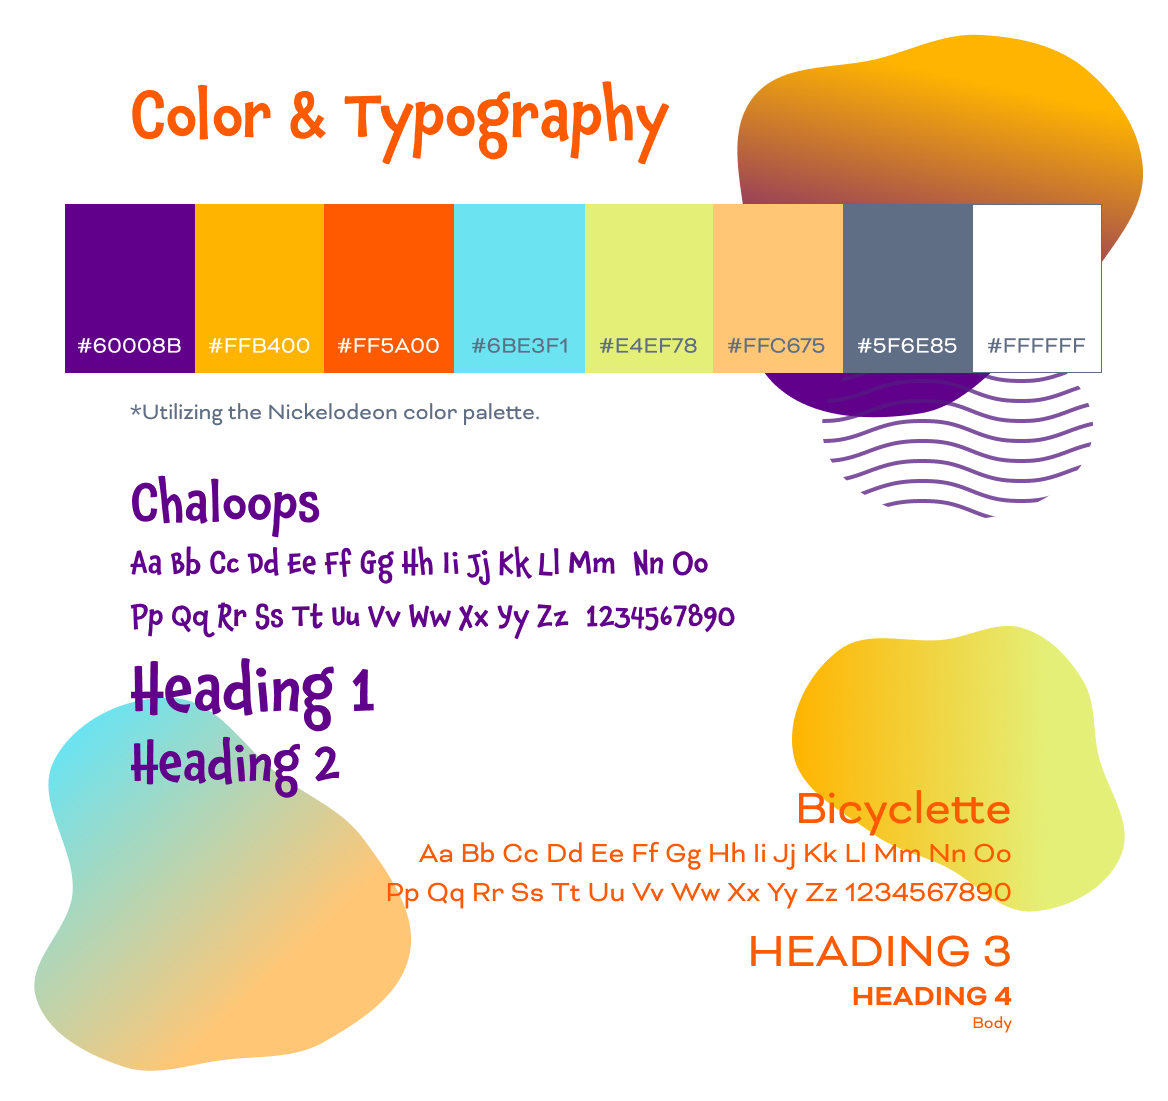 Color & Typography
#60008B #FFB400 #FF5A00 #6BE3F1 #E4EF78 #FFC675 #5F6E85 #FFFFFF
*Utilizing the Nickelodeon color palette.
Chaloops
Aa Bb Cc Dd Ee Ff Gg Hh Ii Jj Kk Ll Mm Nn Oo
Pp Qq Rr Ss Tt Uu Vv Ww Xx Yy Zz 1234567890
Heading 1
Heading 2
Bicyclette
Aa Bb Cc Dd Ee Ff Gg Hh Ii Jj Kk Ll Mm Nn Oo
Pp Qq Rr Ss Tt Uu Vv Ww Xx Yy Zz 1234567890
HEADING 3
HEADING 4
Body